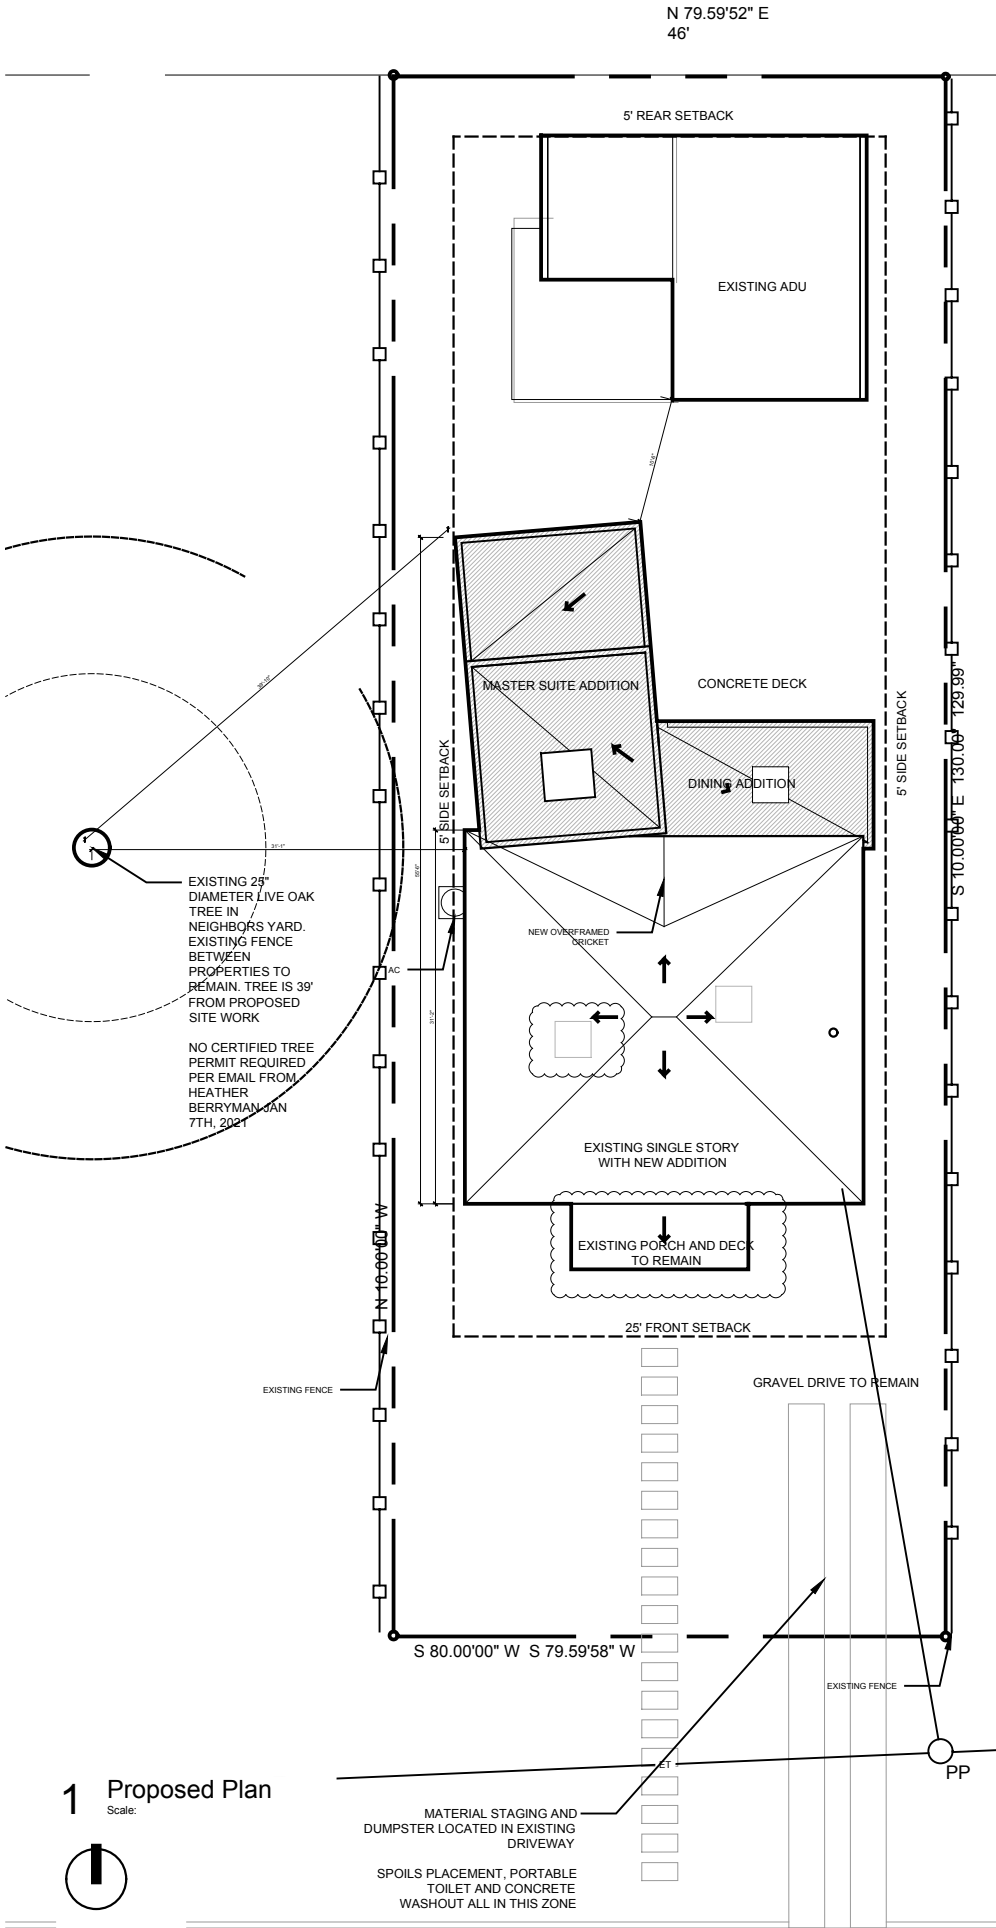 N 79.59'52" E
46'
5' REAR SETBACK
EXISTING ADU
MASTER SUITE ADDITION
CONCRETE DECK
5' SIDE SETBACK
5' SIDE SETBACK
S 10.00'00" E 130.00' 129.99"
DINING ADDITION
31'-1"
EXISTING 25"
DIAMETER LIVE OAK
TREE IN
NEIGHBORS YARD.
EXISTING FENCE
BETWEEN
PROPERTIES TO
REMAIN. TREE IS 39'
FROM PROPOSED
SITE WORK
NO CERTIFIED TREE
PERMIT REQUIRED
PER EMAIL FROM
HEATHER
BERRYMAN JAN
7TH, 2021
AC
NEW OVERFRAMED
CRICKET
31'-2"
EXISTING SINGLE STORY
WITH NEW ADDITION
EXISTING PORCH AND DECK
TO REMAIN
N 10.00'00" W
25' FRONT SETBACK
EXISTING FENCE
GRAVEL DRIVE TO REMAIN
S 80.00'00" W S 79.59'58" W
EXISTING FENCE
ET
PP
1 Proposed Plan
Scale:
MATERIAL STAGING AND
DUMPSTER LOCATED IN EXISTING
DRIVEWAY
SPOILS PLACEMENT, PORTABLE
TOILET AND CONCRETE
WASHOUT ALL IN THIS ZONE